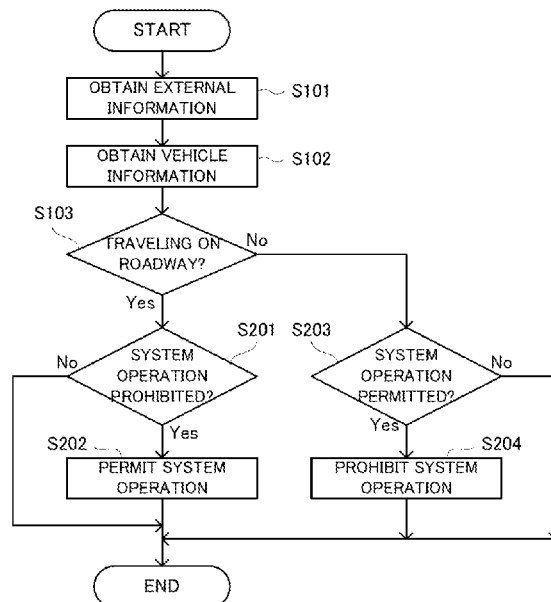 START
OBTAIN EXTERNAL
INFORMATION
S101
OBTAIN VEHICLE
INFORMATION
S102
S103
TRAVELING ON
ROADWAY?
No
Yes
S201
No
SYSTEM
OPERATION
PROHIBITED?
Yes
S203
SYSTEM
OPERATION
PERMITTED?
No
Yes
S202
PERMIT SYSTEM
OPERATION
S204
PROHIBIT SYSTEM
OPERATION
END